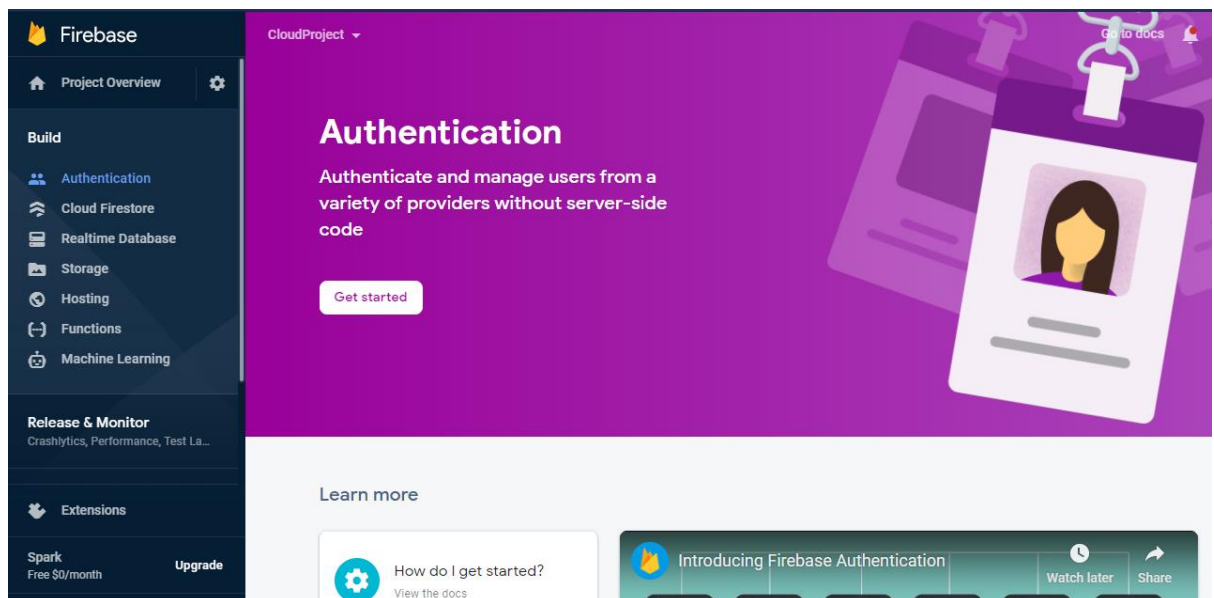 Firebase
Project Overview
Build
Authentication
Cloud Firestore
Realtime Database
Storage
Hosting
Functions
Machine Learning
Release & Monitor
Crashlytics, Performance, Test La...
Extensions
Spark
Free $0/month
Upgrade
CloudProject
Go to docs
Authentication
Authenticate and manage users from a
variety of providers without server-side
code
Get started
Learn more
How do I get started?
View the docs
Introducing Firebase Authentication
Watch later
Share